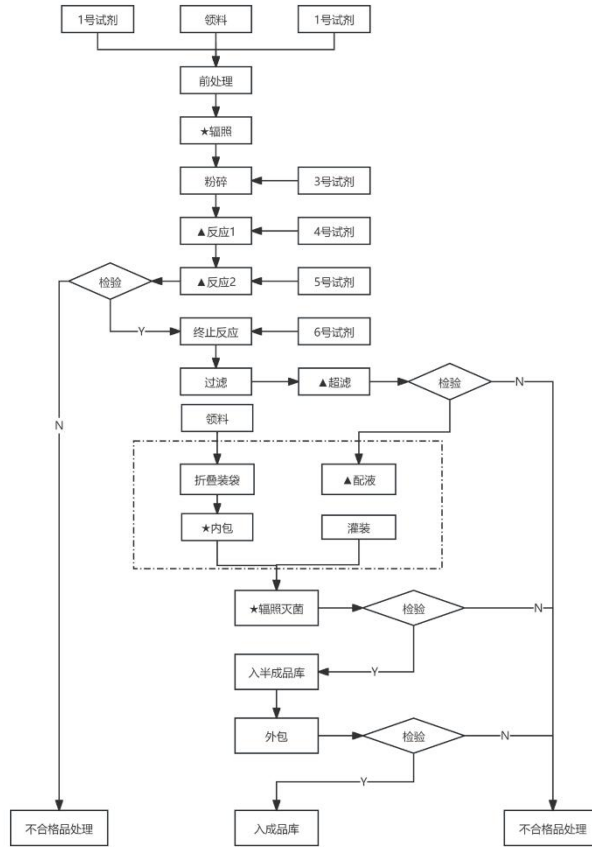 1号试剂
领料
1号试剂
前处理
★辐照
粉碎
3号试剂
▲反应1
4号试剂
检验
▲反应2
5号试剂
Y
终止反应
6号试剂
过滤
▲超滤
检验
N
领料
N
折叠装袋
▲配液
★内包
灌装
★辐照灭菌
检验
N
入半成品库
Y
外包
检验
N
Y
不合格品处理
入成品库
不合格品处理